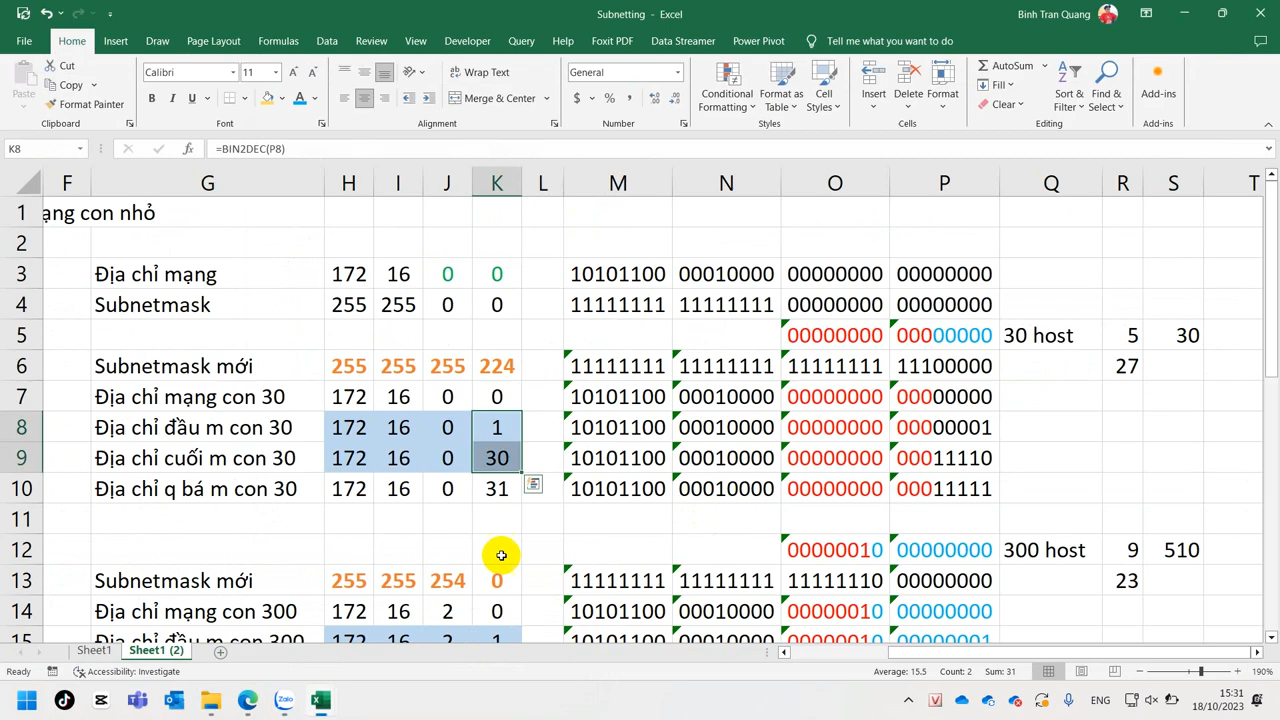 Subnetting - Excel
Binh Tran Quang
File Home Insert Draw Page Layout Formulas Data Review View Developer Query Help Foxit PDF Data Streamer Power Pivot Tell me what you want to do
Paste Cut Copy Format Painter
Calibri 11
B I U A
Wrap Text
Merge & Center
General
$ % ,
Conditional Formatting Format as Table Cell Styles
Insert Delete Format
AutoSum Fill Clear
Sort & Filter Find & Select
Add-ins
Clipboard Font Alignment Number Styles Cells Editing Add-ins
K8 fx =BIN2DEC(P8)
F G H I J K L M N O P Q R S T
1 ạng con nhỏ
2
3 Địa chỉ mạng 172 16 0 0 10101100 00010000 00000000 00000000
4 Subnetmask 255 255 0 0 11111111 11111111 00000000 00000000
5 00000000 00000000 30 host 5 30
6 Subnetmask mới 255 255 255 224 11111111 11111111 11111111 11100000 27
7 Địa chỉ mạng con 30 172 16 0 0 10101100 00010000 00000000 00000000
8 Địa chỉ đầu m con 30 172 16 0 1 10101100 00010000 00000000 00000001
9 Địa chỉ cuối m con 30 172 16 0 30 10101100 00010000 00000000 00011110
10 Địa chỉ q bá m con 30 172 16 0 31 10101100 00010000 00000000 00011111
11
12 00000010 00000000 300 host 9 510
13 Subnetmask mới 255 255 254 0 11111111 11111111 11111110 00000000 23
14 Địa chỉ mạng con 300 172 16 2 0 10101100 00010000 00000010 00000000
15 Địa chỉ đầu m con 300 172 16 2 1 10101100 00010000 00000010 00000001
Sheet1 Sheet1 (2)
Ready Accessibility: Investigate Average: 15.5 Count: 2 Sum: 31 190%
ENG 15:31
18/10/2023